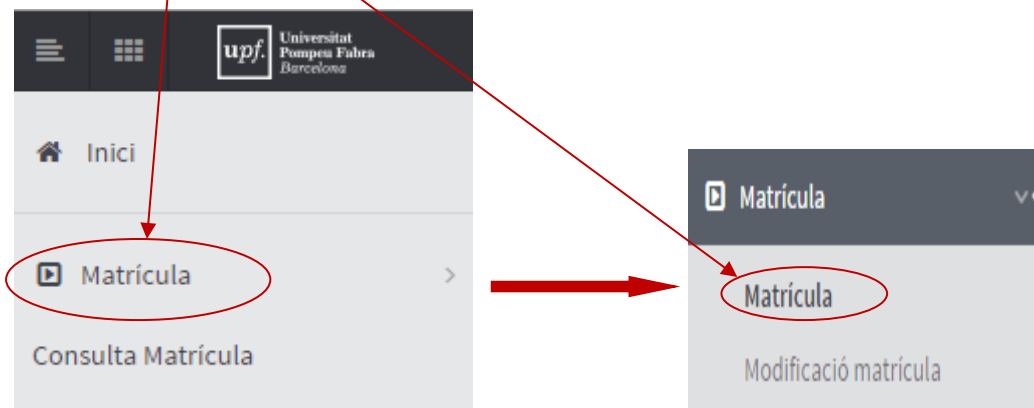 upf.
Universitat
Pompeu Fabra
Barcelona
Inici
Matrícula
Consulta Matrícula
Matrícula
Matrícula
Modificació matrícula